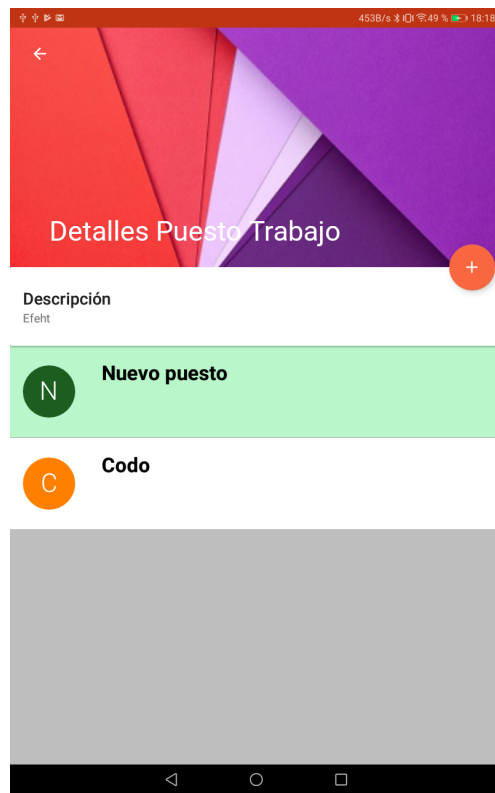 453B/s 49 % 18:18
Detalles Puesto Trabajo
+
Descripción
Efeht
N
Nuevo puesto
C
Codo